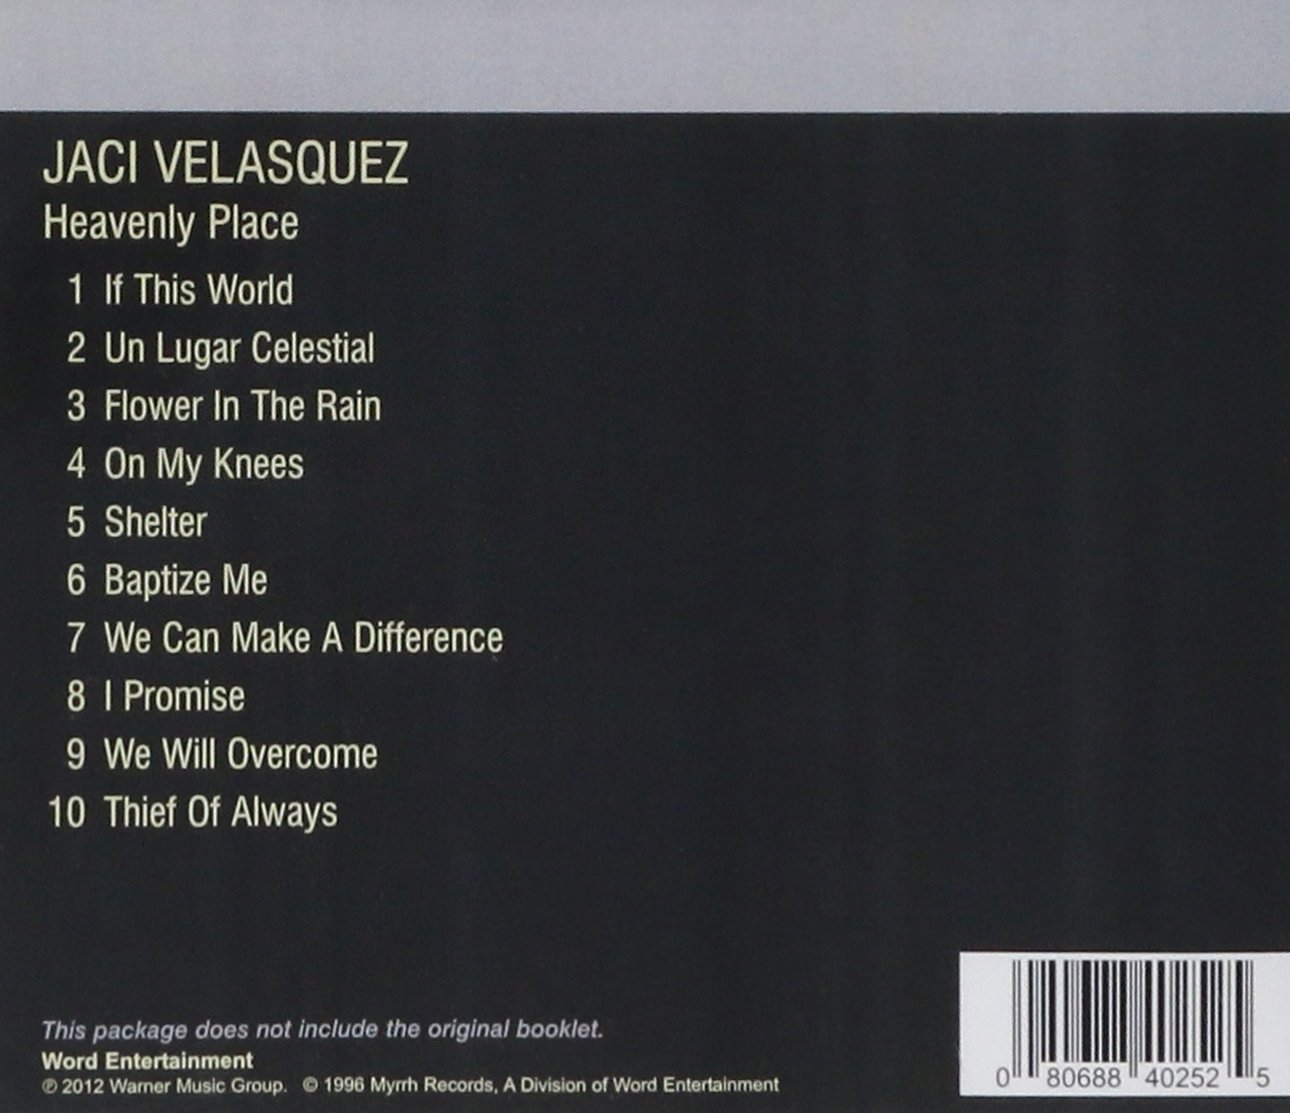 JACI VELASQUEZ
Heavenly Place
1 If This World
2 Un Lugar Celestial
3 Flower In The Rain
4 On My Knees
5 Shelter
6 Baptize Me
7 We Can Make A Difference
8 I Promise
9 We Will Overcome
10 Thief Of Always
This package does not include the original booklet.
Word Entertainment
℗ 2012 Warner Music Group. © 1996 Myrrh Records, A Division of Word Entertainment
0 80688 40252 5